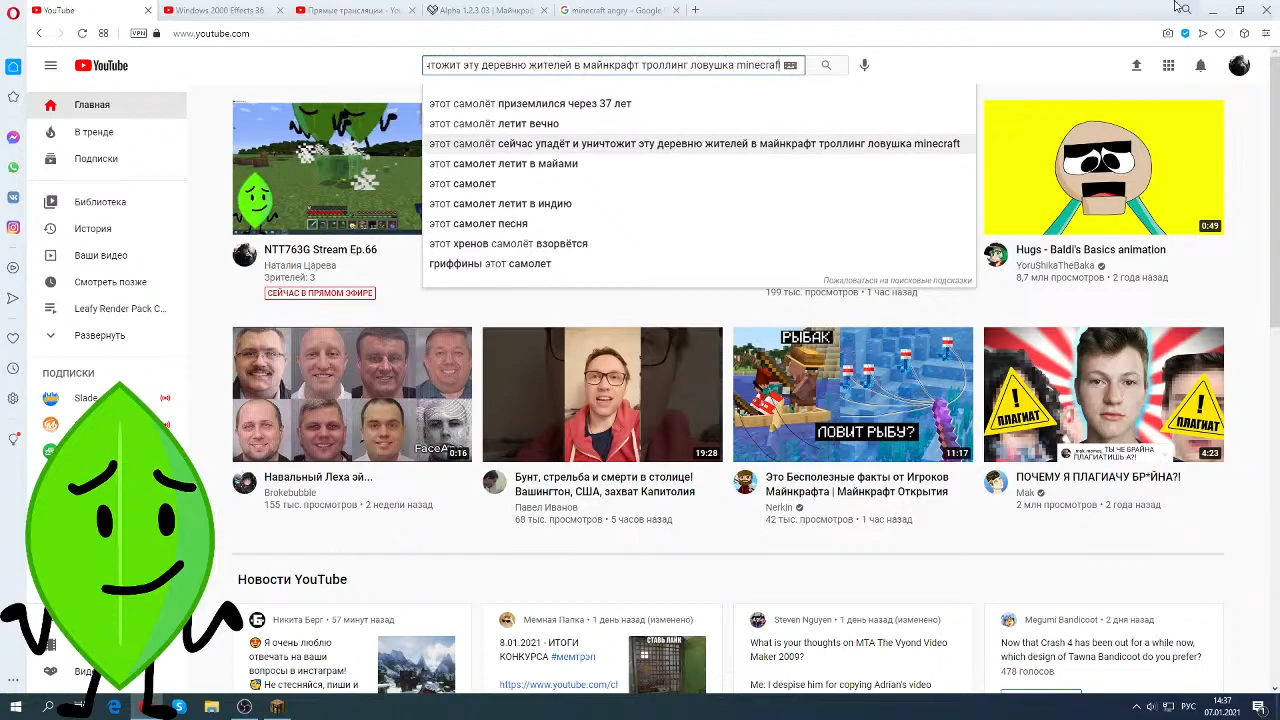 YouTube
Windows 2000 Effects 36
Прямые трансляции. - You
Alpha 1.2.3 03 | Майнкраф
minecraft angry - Google
VPN
www.youtube.com
YouTube
тожит эту деревню жителей в майнкрафт троллинг ловушка minecraft
Главная
В тренде
Подписки
Библиотека
История
Ваши видео
Смотреть позже
Leafy Render Pack C...
Развернуть
ПОДПИСКИ
Slade
этот самолёт приземлился через 37 лет
этот самолёт летит вечно
этот самолёт сейчас упадёт и уничтожит эту деревню жителей в майнкрафт троллинг ловушка minecraft
этот самолет летит в майами
этот самолет
этот самолет летит в индию
этот самолет песня
этот хренов самолёт взорвётся
гриффины этот самолет
Пожаловаться на поисковые подсказки
NTT763G Stream Ep.66
Наталия Царева
Зрителей: 3
СЕЙЧАС В ПРЯМОМ ЭФИРЕ
199 тыс. просмотров • 1 час назад
0:49
Hugs - Baldi's Basics animation
YoruShikaTheBaka
8,7 млн просмотров • 2 года назад
FaceA
0:16
Навальный Леха эй...
Brokebubble
155 тыс. просмотров • 2 недели назад
19:28
Бунт, стрельба и смерти в столице!
Вашингтон, США, захват Капитолия
Павел Иванов
68 тыс. просмотров • 5 часов назад
РЫБАК
ЛОВИТ РЫБУ?
11:17
Это Бесполезные факты от Игроков
Майнкрафта | Майнкрафт Открытия
Nerkin
42 тыс. просмотров • 1 час назад
ПЛАГИАТ
ПЛАГИАТ
ТЫ ЧЕ БРАЙНА
ПЛАГИАТИШЬ А?!
4:23
ПОЧЕМУ Я ПЛАГИАЧУ БР*ЙНА?!
Mak
2 млн просмотров • 2 года назад
Новости YouTube
Никита Берг • 57 минут назад
Я очень люблю
отвечать на ваши
вопросы в инстаграм!
Не стесняйся, пиши и
Мемная Папка • 1 день назад (изменено)
8.01.2021 - ИТОГИ
КОНКУРСА #мемтрэп
https://www.youtube.com/cl
СТАВЬ ЛАЙК
Steven Nguyen • 1 день назад (изменено)
What is your thoughts on MTA The Vyond Video
Maker 2009?
Me: I despise him for copying Adrian's video
Megumi Bandicoot • 2 дня назад
Now that Crash 4 has been out for a while now,
which design of Tawna Bandicoot do you prefer?
478 голосов
Вид
РУС
14:37
07.01.2021